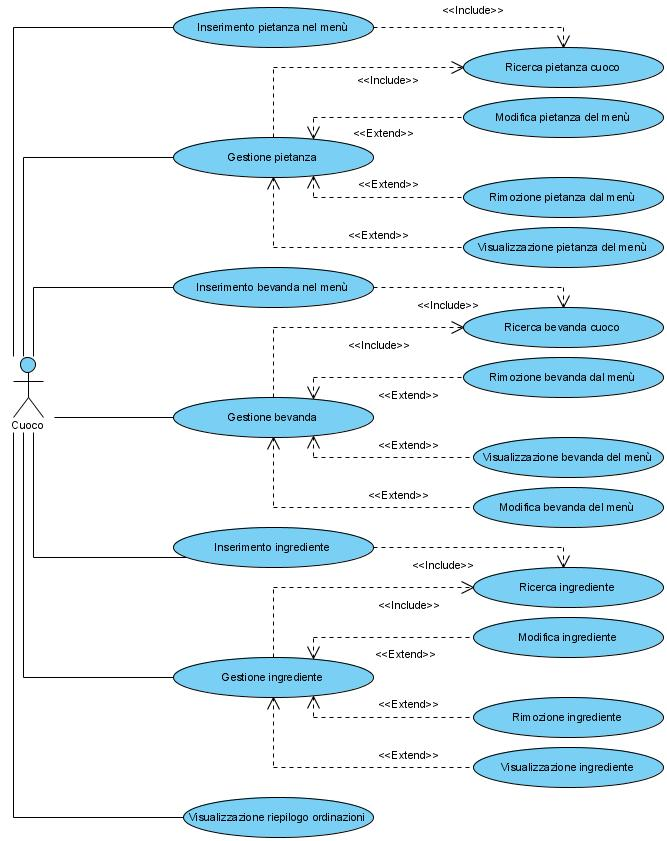 <<Include>>
Inserimento pietanza nel menù
Ricerca pietanza cuoco
<<Include>>
Modifica pietanza del menù
<<Extend>>
Gestione pietanza
<<Extend>>
Rimozione pietanza dal menù
<<Extend>>
Visualizzazione pietanza del menù
Inserimento bevanda nel menù
<<Include>>
Ricerca bevanda cuoco
<<Include>>
Rimozione bevanda dal menù
<<Extend>>
Gestione bevanda
Cuoco
<<Extend>>
Visualizzazione bevanda del menù
<<Extend>>
Modifica bevanda del menù
Inserimento ingrediente
<<Include>>
Ricerca ingrediente
<<Include>>
Modifica ingrediente
<<Extend>>
Gestione ingrediente
<<Extend>>
Rimozione ingrediente
<<Extend>>
Visualizzazione ingrediente
Visualizzazione riepilogo ordinazioni